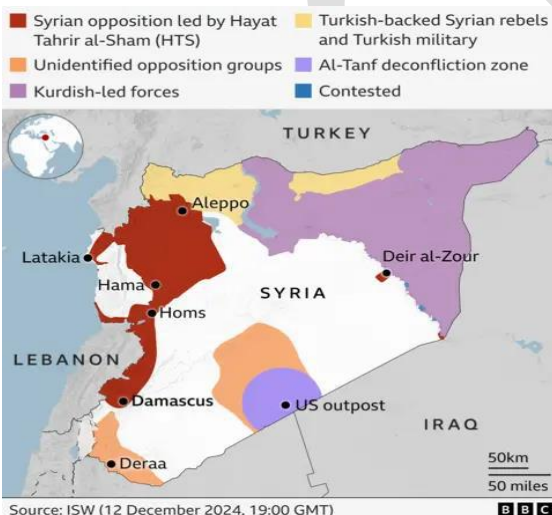 Syrian opposition led by Hayat
Tahrir al-Sham (HTS)
Turkish-backed Syrian rebels
and Turkish military
Unidentified opposition groups
Al-Tanf deconfliction zone
Kurdish-led forces
Contested
TURKEY
Aleppo
Latakia
Deir al-Zour
Hama
SYRIA
Homs
LEBANON
Damascus
US outpost
IRAQ
Deraa
50km
50 miles
Source: ISW (12 December 2024, 19:00 GMT)
BBC